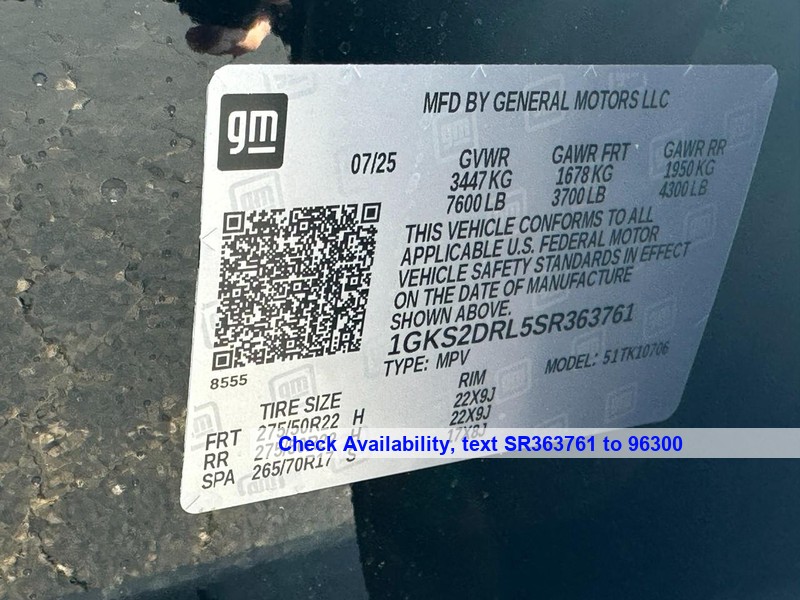 gm
MFD BY GENERAL MOTORS LLC
07/25
GVWR
3447 KG
7600 LB
GAWR FRT
1678 KG
3700 LB
GAWR RR
1950 KG
4300 LB
THIS VEHICLE CONFORMS TO ALL
APPLICABLE U.S. FEDERAL MOTOR
VEHICLE SAFETY STANDARDS IN EFFECT
ON THE DATE OF MANUFACTURE
SHOWN ABOVE.
1GKS2DRL5SR363761
TYPE: MPV
MODEL: 51TK10706
8555
TIRE SIZE
RIM
FRT 275/50R22 H 22X9J
RR H 22X9J
SPA 265/70R17 S
Check Availability, text SR363761 to 96300